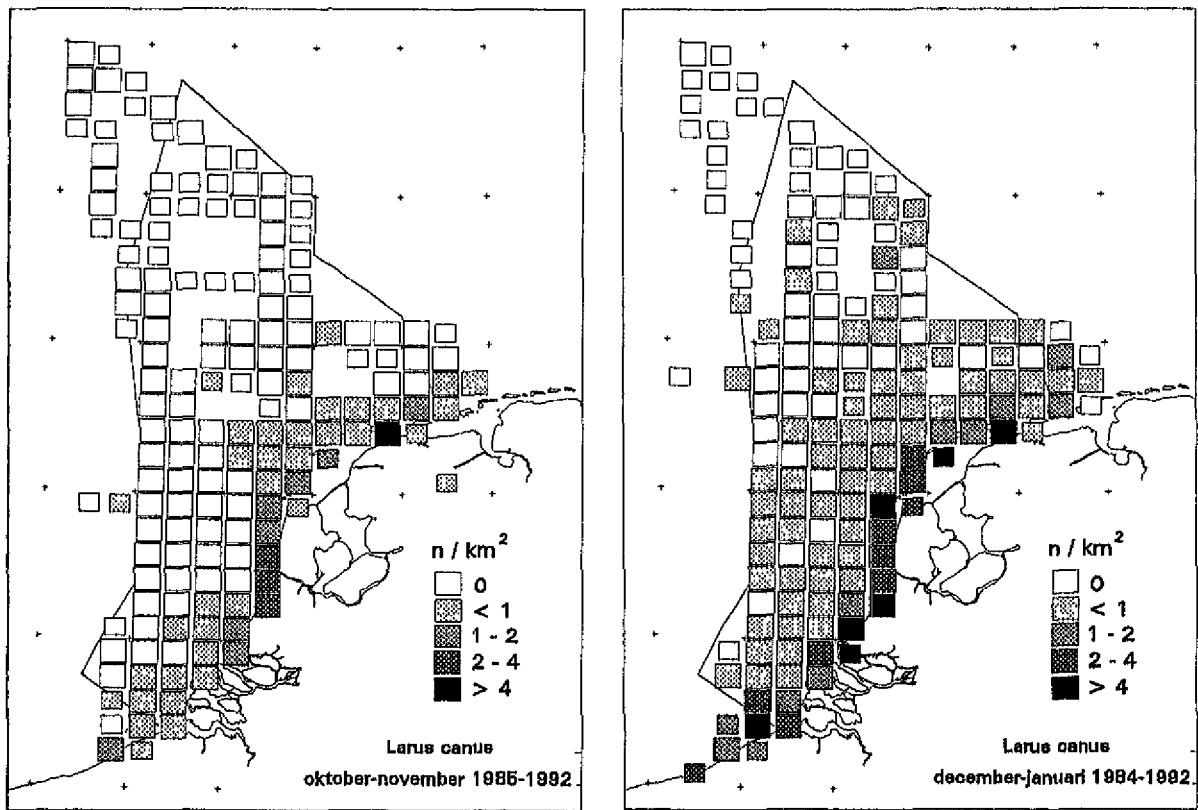 n / km²
0
< 1
1 - 2
2 - 4
> 4
Larus canus
oktober-november 1985-1992
n / km²
0
< 1
1 - 2
2 - 4
> 4
Larus canus
december-januari 1984-1992